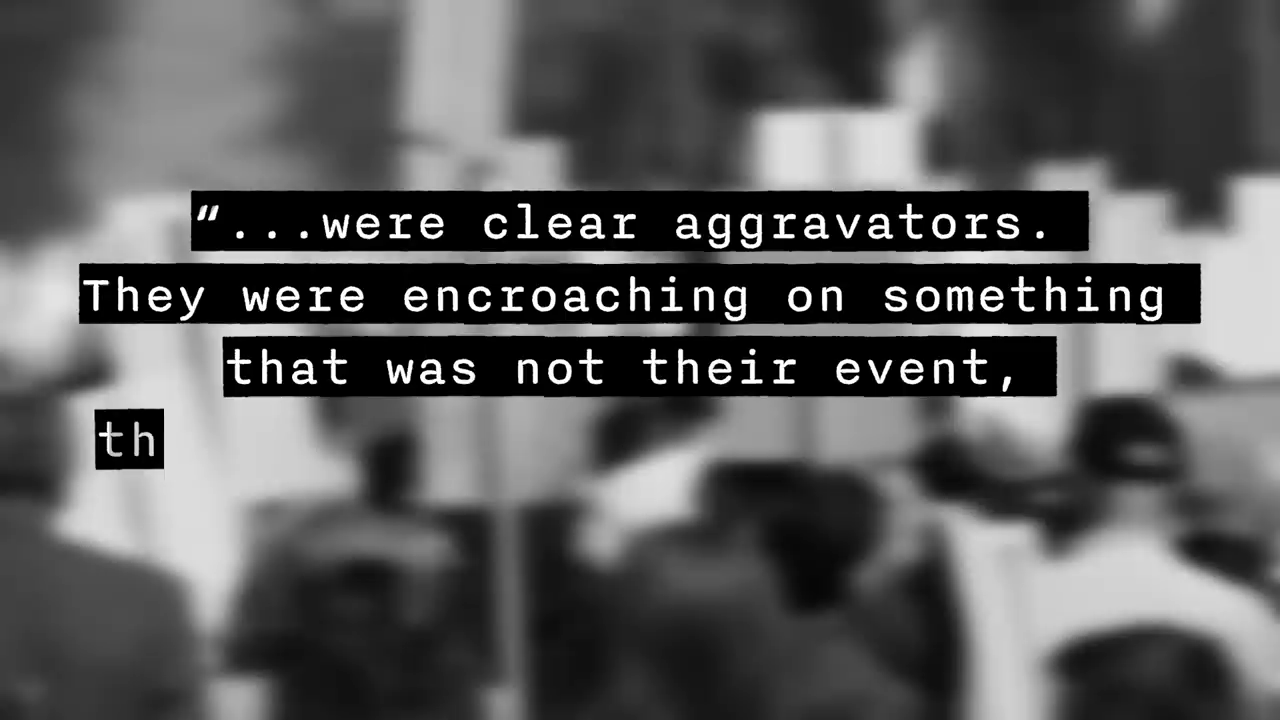 “...were clear aggravators.
They were encroaching on something
that was not their event,
th